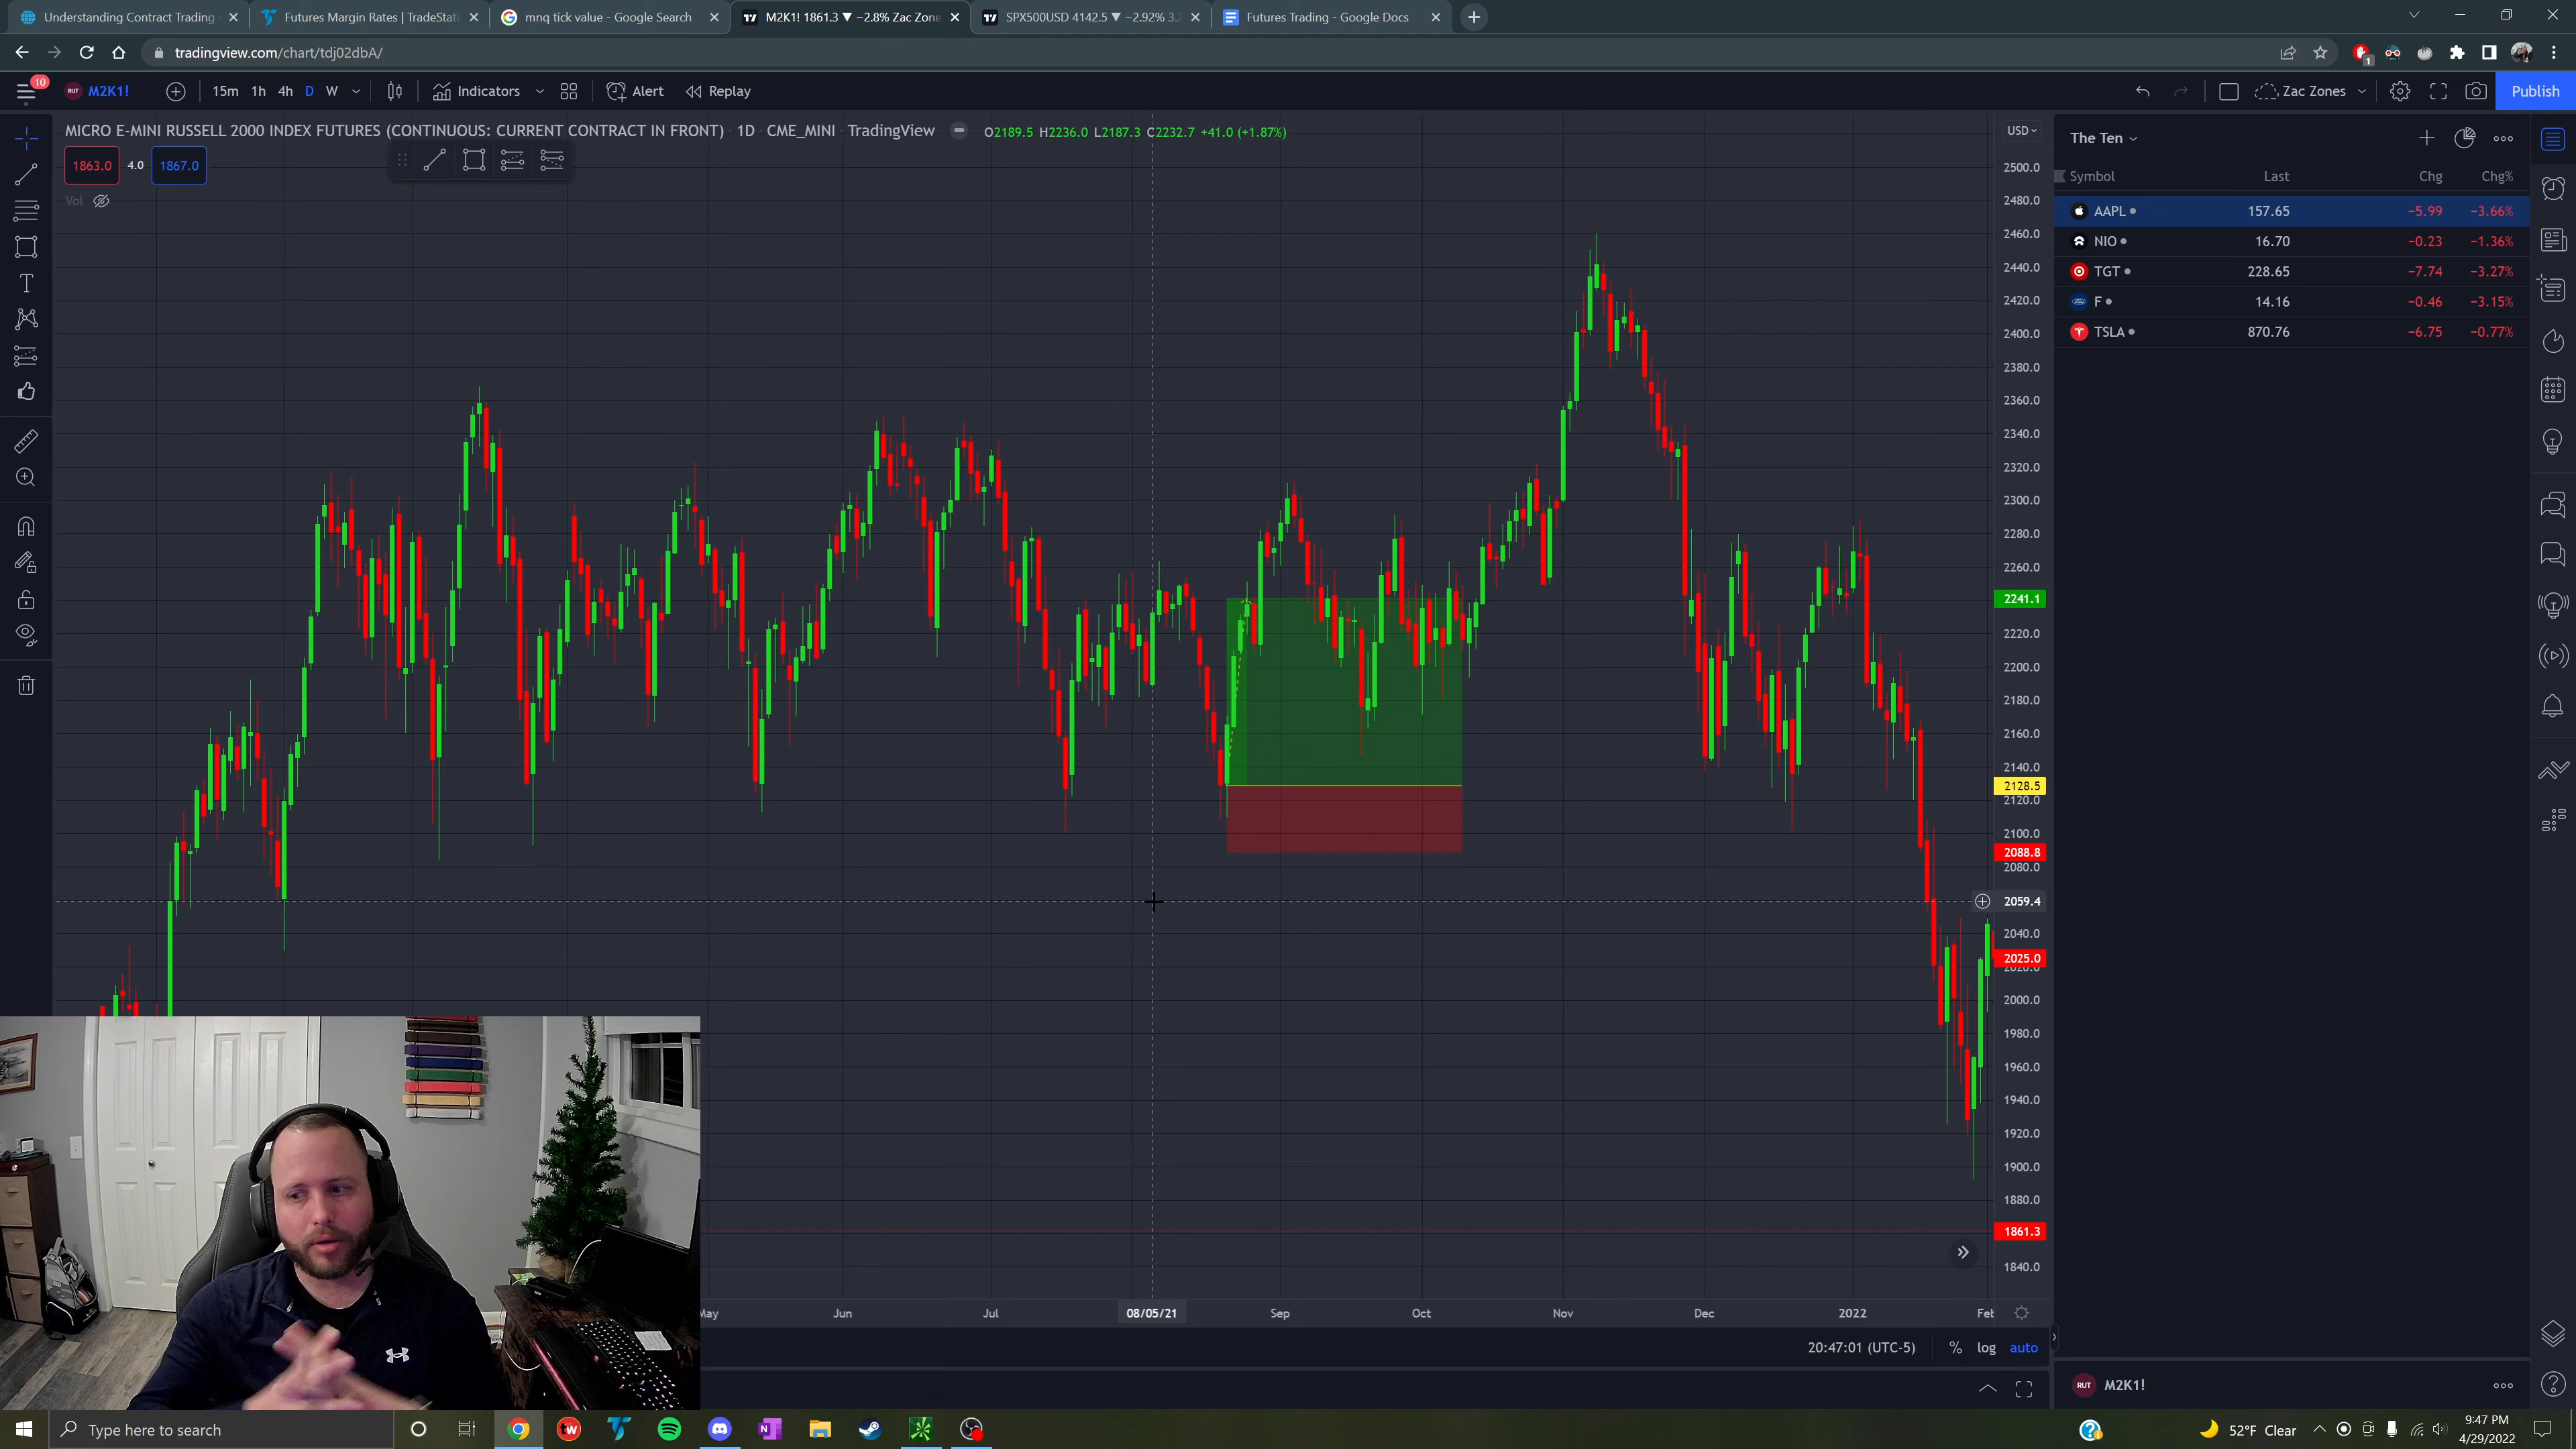 Understanding Contract Trading
Futures Margin Rates | TradeStati
mnq tick value - Google Search
M2K1! 1861.3 ▼ −2.8% Zac Zone
SPX500USD 4142.5 ▼ −2.92% 3.2
Futures Trading - Google Docs
tradingview.com/chart/tdj02dbA/
10
M2K1!
15m 1h 4h D W
Indicators
Alert
Replay
Zac Zones
Publish
MICRO E-MINI RUSSELL 2000 INDEX FUTURES (CONTINUOUS: CURRENT CONTRACT IN FRONT) · 1D · CME_MINI · TradingView
O2189.5 H2236.0 L2187.3 C2232.7 +41.0 (+1.87%)
1863.0 4.0 1867.0
Vol
USD
2500.0
2480.0
2460.0
2440.0
2420.0
2400.0
2380.0
2360.0
2340.0
2320.0
2300.0
2280.0
2260.0
2241.1
2220.0
2200.0
2180.0
2160.0
2140.0
2128.5
2120.0
2100.0
2088.8
2080.0
2059.4
2040.0
2025.0
2020.0
2000.0
1980.0
1960.0
1940.0
1920.0
1900.0
1880.0
1861.3
1840.0
May Jun Jul 08/05/21 Sep Oct Nov Dec 2022 Feb
20:47:01 (UTC-5) % log auto
The Ten
Symbol Last Chg Chg%
AAPL 157.65 −5.99 −3.66%
NIO 16.70 −0.23 −1.36%
TGT 228.65 −7.74 −3.27%
F 14.16 −0.46 −3.15%
TSLA 870.76 −6.75 −0.77%
RUT M2K1!
Type here to search
tw
52°F Clear
9:47 PM
4/29/2022